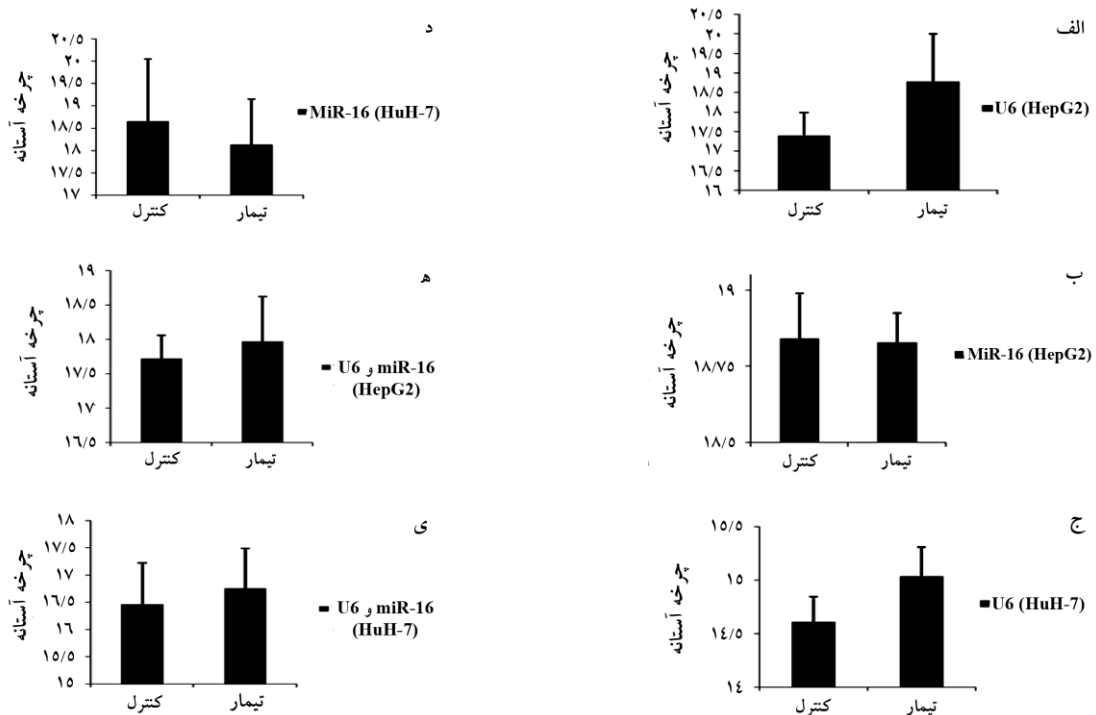 الف
چرخه آستانه
۲۰/۵
۲۰
۱۹/۵
۱۹
۱۸/۵
۱۸
۱۷/۵
۱۷
۱۶/۵
۱۶
کنترل
تیمار
U6 (HepG2)
ب
چرخه آستانه
۱۹
۱۸/۷۵
۱۸/۵
کنترل
تیمار
MiR-16 (HepG2)
ج
چرخه آستانه
۱۵/۵
۱۵
۱۴/۵
۱۴
کنترل
تیمار
U6 (HuH-7)
د
چرخه آستانه
۲۰/۵
۲۰
۱۹/۵
۱۹
۱۸/۵
۱۸
۱۷/۵
۱۷
کنترل
تیمار
MiR-16 (HuH-7)
ه
چرخه آستانه
۱۹
۱۸/۵
۱۸
۱۷/۵
۱۷
۱۶/۵
کنترل
تیمار
miR-16 و U6
(HepG2)
ی
چرخه آستانه
۱۸
۱۷/۵
۱۷
۱۶/۵
۱۶
۱۵/۵
۱۵
کنترل
تیمار
miR-16 و U6
(HuH-7)